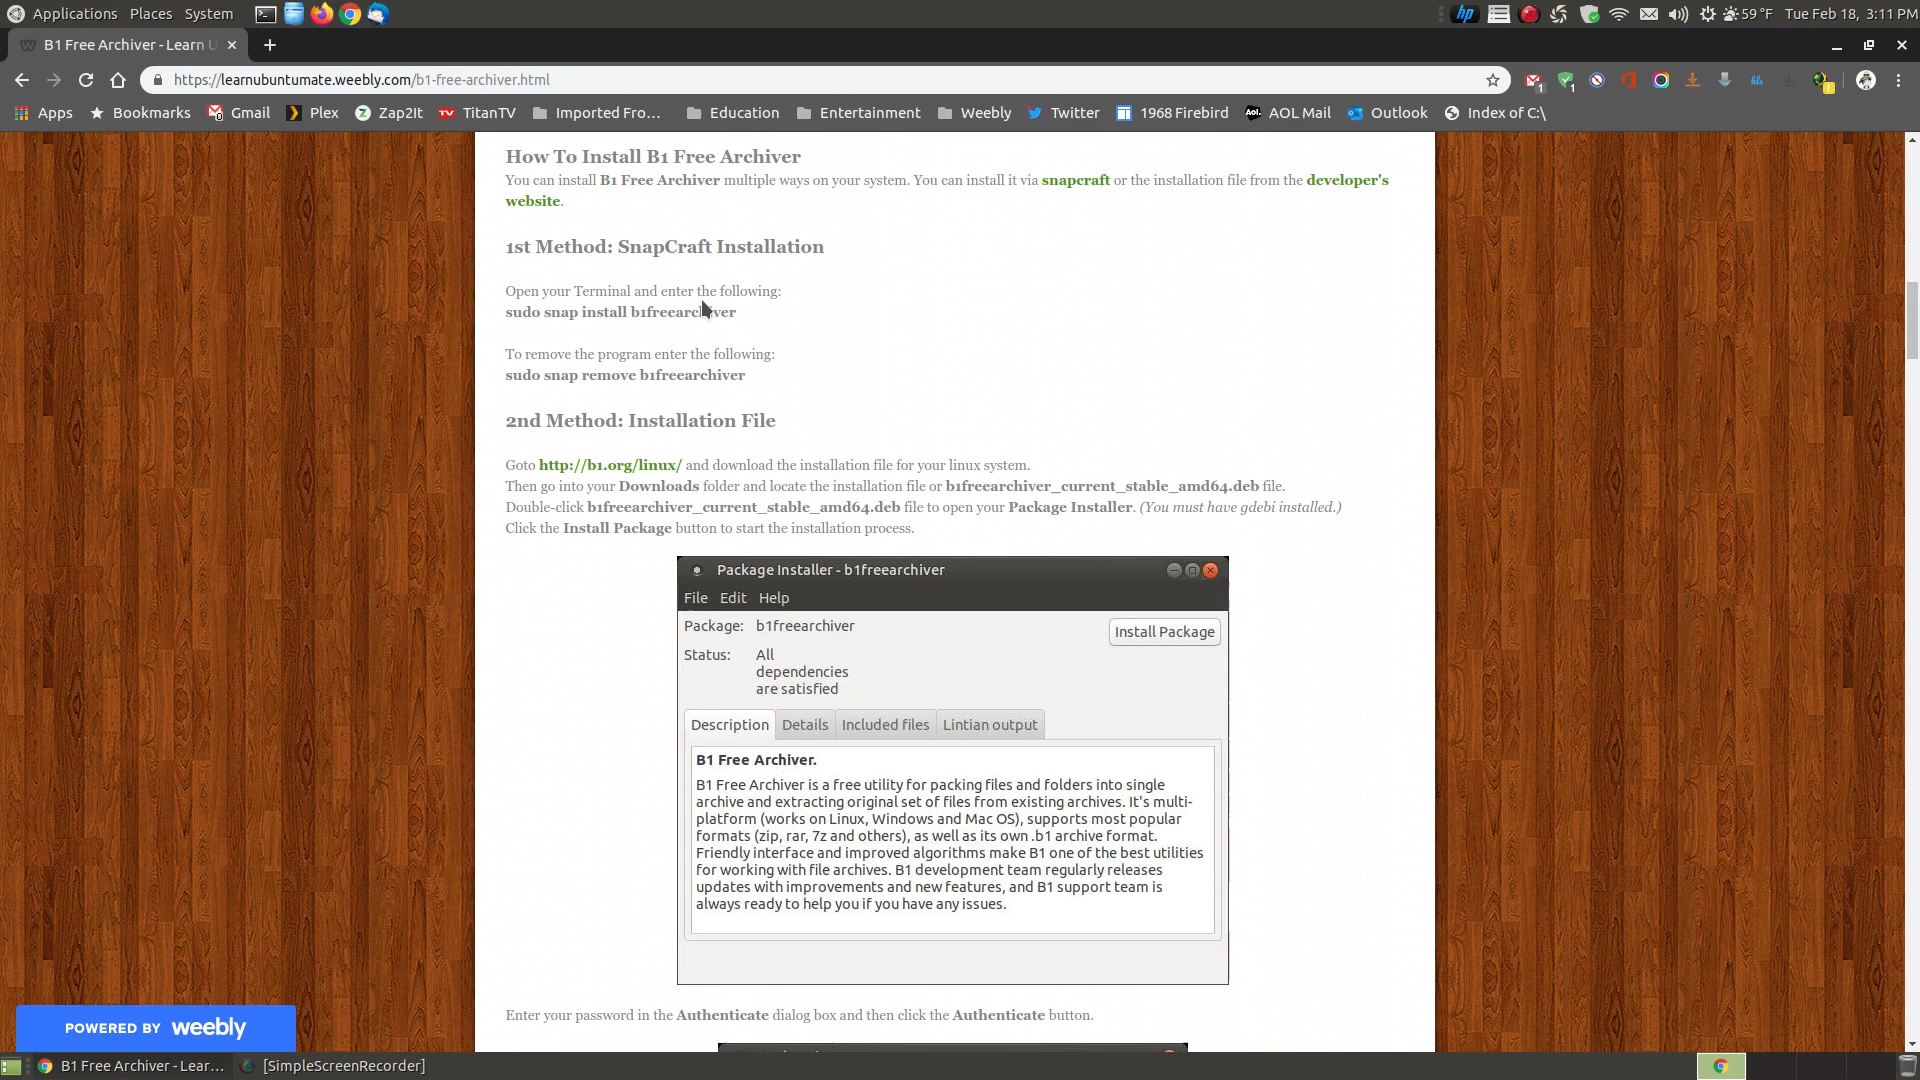 Applications Places System
hp 59 °F Tue Feb 18, 3:11 PM
B1 Free Archiver - Learn U
https://learnubuntumate.weebly.com/b1-free-archiver.html
1 1
Apps Bookmarks 0 Gmail Plex Zap2It TitanTV Imported Fro... Education Entertainment Weebly Twitter 1968 Firebird Aol. AOL Mail Outlook Index of C:\
How To Install B1 Free Archiver
You can install B1 Free Archiver multiple ways on your system. You can install it via snapcraft or the installation file from the developer's
website.
1st Method: SnapCraft Installation
Open your Terminal and enter the following:
sudo snap install b1freearchiver
To remove the program enter the following:
sudo snap remove b1freearchiver
2nd Method: Installation File
Goto http://b1.org/linux/ and download the installation file for your linux system.
Then go into your Downloads folder and locate the installation file or b1freearchiver_current_stable_amd64.deb file.
Double-click b1freearchiver_current_stable_amd64.deb file to open your Package Installer. (You must have gdebi installed.)
Click the Install Package button to start the installation process.
Package Installer - b1freearchiver
File Edit Help
Package: b1freearchiver
Install Package
Status: All
dependencies
are satisfied
Description Details Included files Lintian output
B1 Free Archiver.
B1 Free Archiver is a free utility for packing files and folders into single
archive and extracting original set of files from existing archives. It's multi-
platform (works on Linux, Windows and Mac OS), supports most popular
formats (zip, rar, 7z and others), as well as its own .b1 archive format.
Friendly interface and improved algorithms make B1 one of the best utilities
for working with file archives. B1 development team regularly releases
updates with improvements and new features, and B1 support team is
always ready to help you if you have any issues.
Enter your password in the Authenticate dialog box and then click the Authenticate button.
POWERED BY weebly
B1 Free Archiver - Lear... [SimpleScreenRecorder]